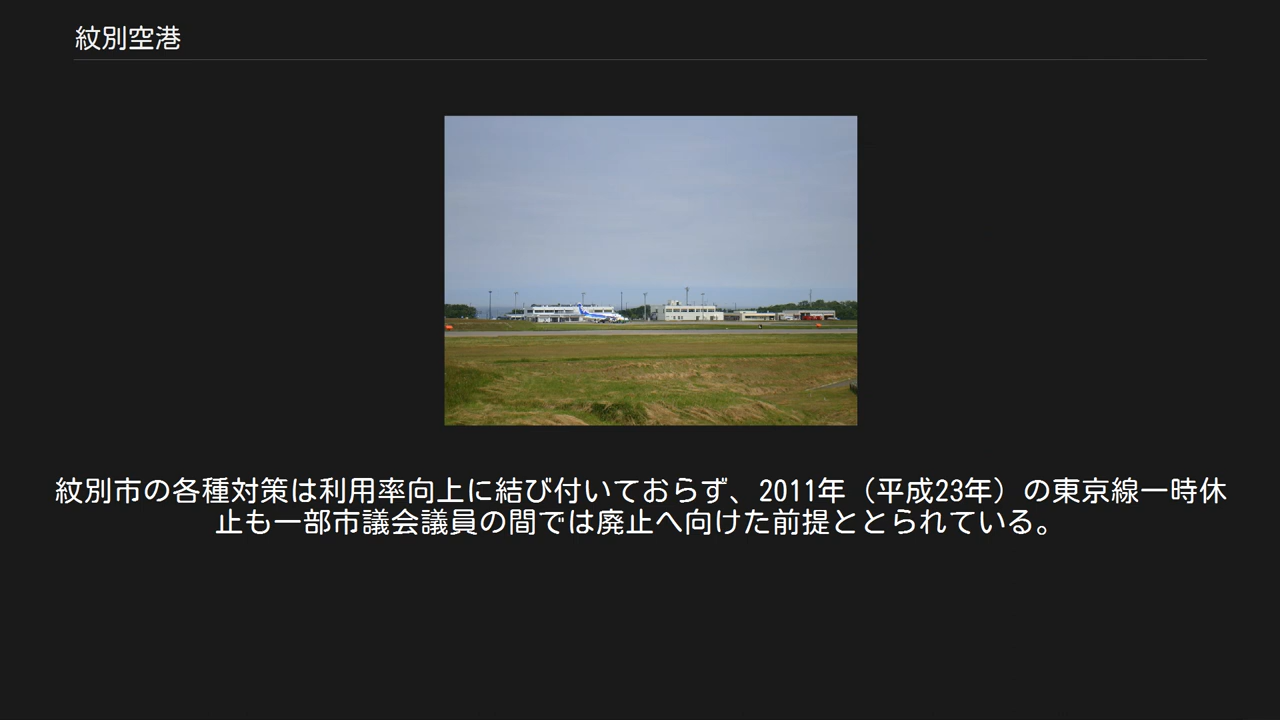 紋別空港
紋別市の各種対策は利用率向上に結び付いておらず、2011年（平成23年）の東京線一時休
止も一部市議会議員の間では廃止へ向けた前提ととられている。